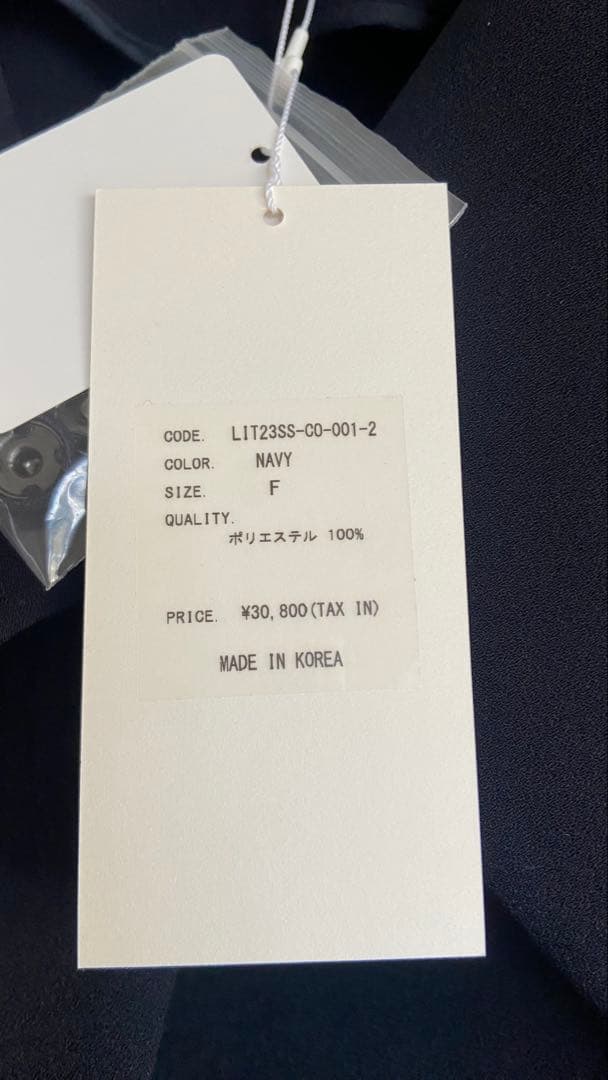 CODE. LIT23SS-CO-001-2
COLOR. NAVY
SIZE. F
QUALITY.
ポリエステル 100%
PRICE. ¥30,800(TAX IN)
MADE IN KOREA